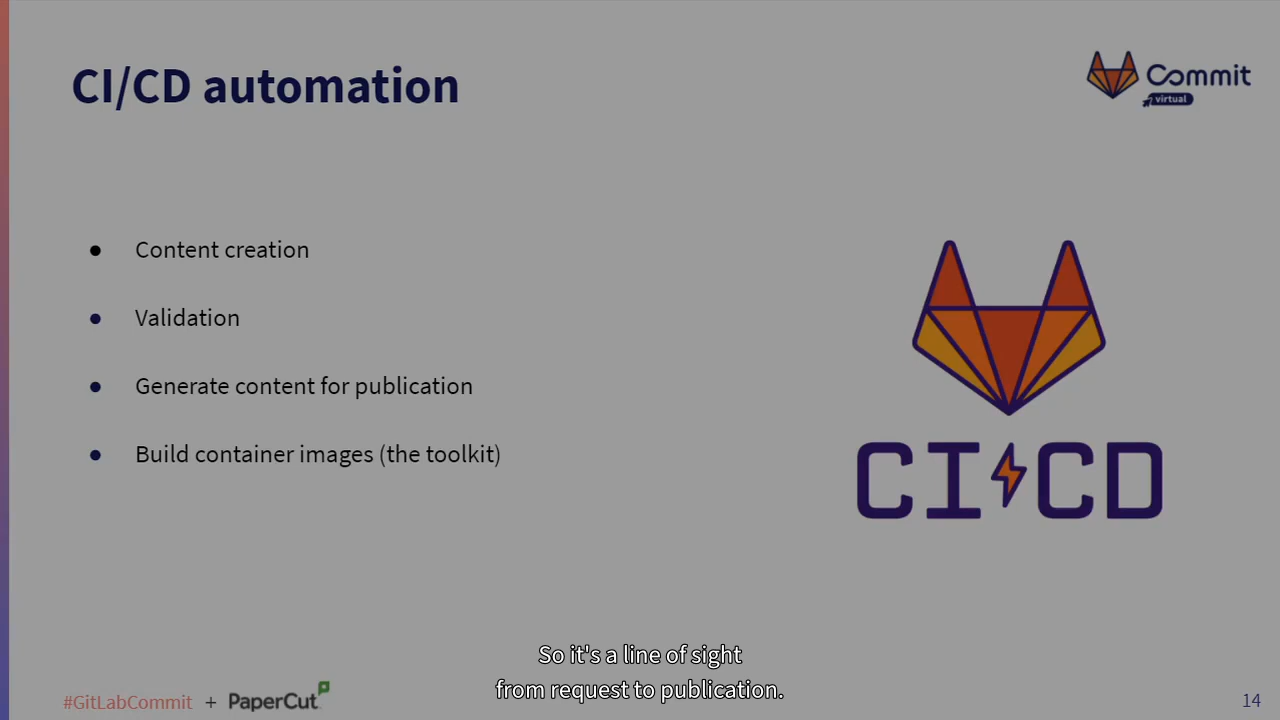 CI/CD automation
Commit
virtual
● Content creation
● Validation
● Generate content for publication
● Build container images (the toolkit)
CI CD
So it's a line of sight
from request to publication.
#GitLabCommit + PaperCut
14